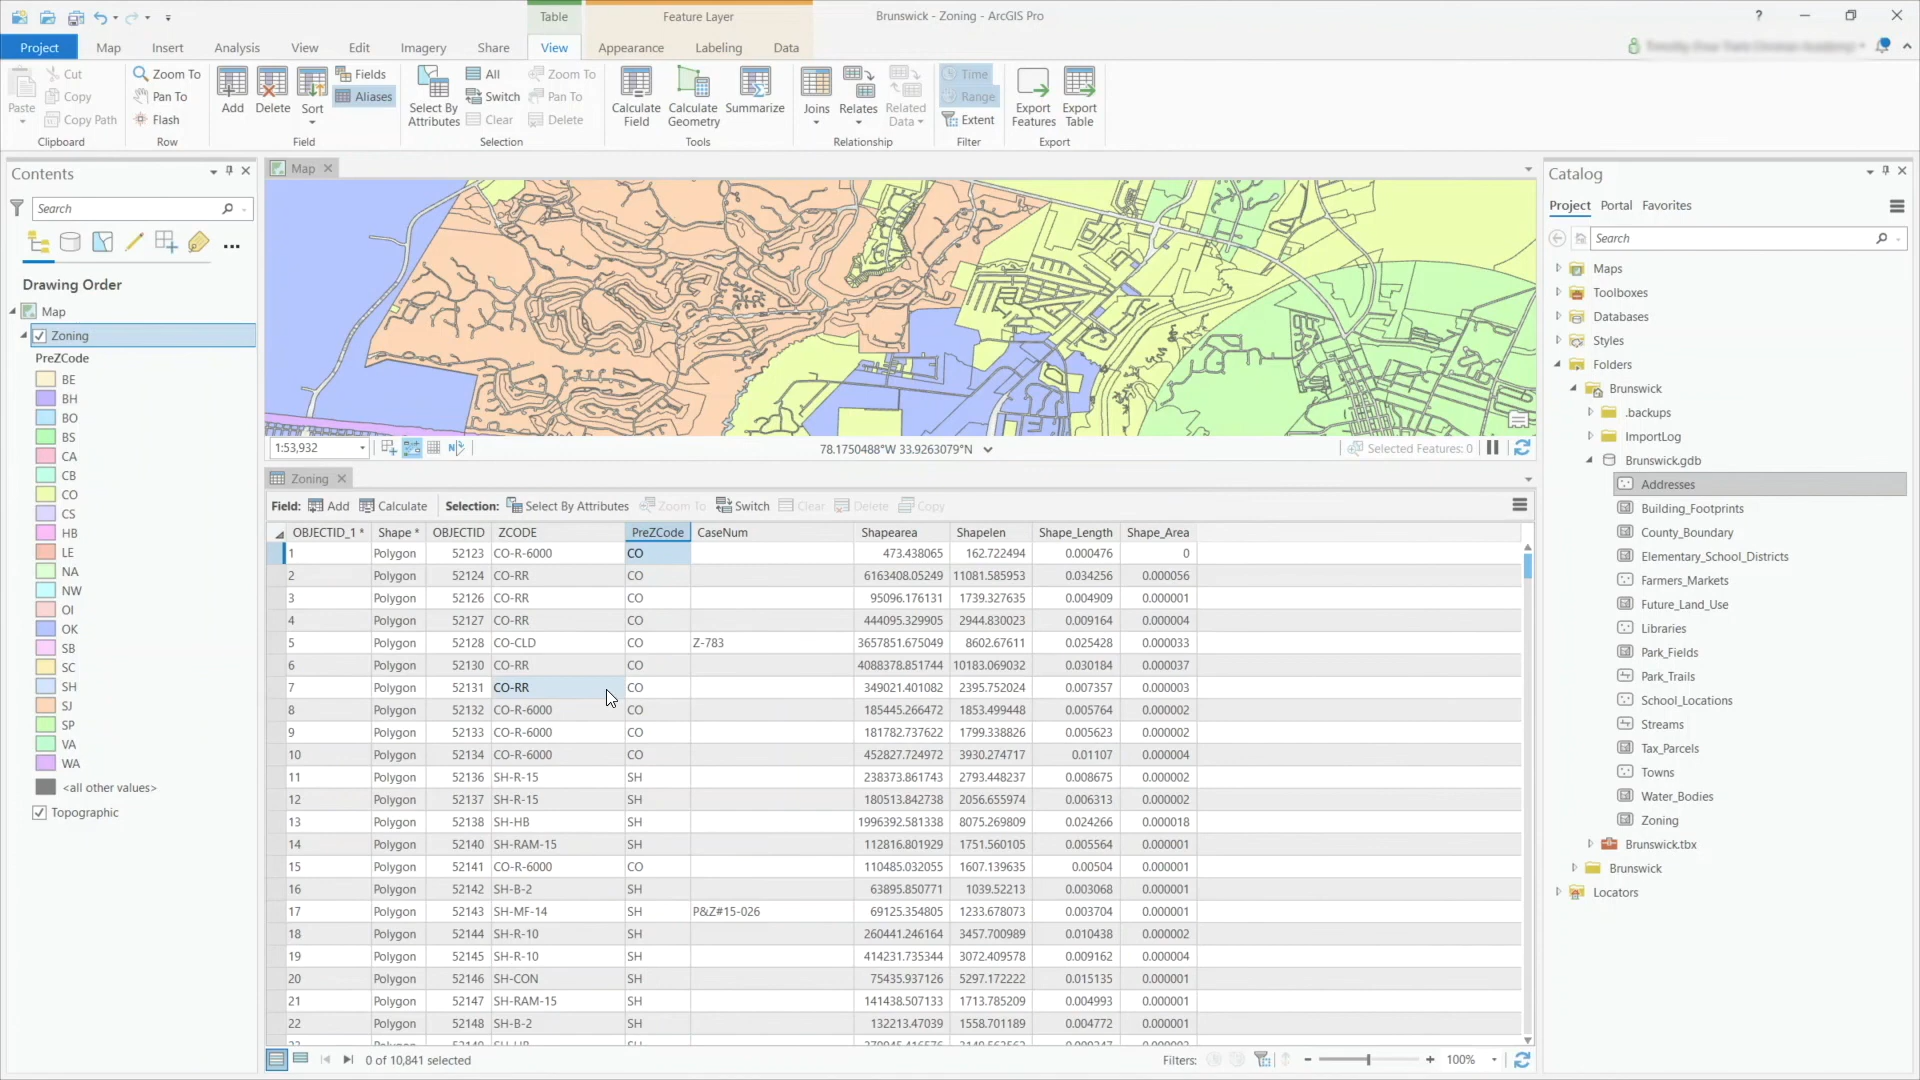 Table
Feature Layer
Brunswick - Zoning - ArcGIS Pro
?
Project
Map
Insert
Analysis
View
Edit
Imagery
Share
View
Appearance
Labeling
Data
Paste
Cut
Copy
Copy Path
Clipboard
Zoom To
Pan To
Flash
Row
Add
Delete
Sort
Fields
Aliases
Field
Select By
Attributes
All
Switch
Clear
Zoom To
Pan To
Delete
Selection
Calculate
Field
Calculate
Geometry
Summarize
Tools
Joins
Relates
Related
Data
Relationship
Time
Range
Extent
Filter
Export
Features
Export
Table
Export
Contents
Search
Drawing Order
Map
Zoning
PreZCode
BE
BH
BO
BS
CA
CB
CO
CS
HB
LE
NA
NW
OI
OK
SB
SC
SH
SJ
SP
VA
WA
<all other values>
Topographic
Map
1:53,932
78.1750488°W 33.9263079°N
Selected Features: 0
Zoning
Field: Add Calculate Selection: Select By Attributes Zoom To Switch Clear Delete Copy
OBJECTID_1 * Shape * OBJECTID ZCODE PreZCode CaseNum Shapearea Shapelen Shape_Length Shape_Area
1 Polygon 52123 CO-R-6000 CO 473.438065 162.722494 0.000476 0
2 Polygon 52124 CO-RR CO 6163408.05249 11081.585953 0.034256 0.000056
3 Polygon 52126 CO-RR CO 95096.176131 1739.327635 0.004909 0.000001
4 Polygon 52127 CO-RR CO 444095.329905 2944.830023 0.009164 0.000004
5 Polygon 52128 CO-CLD CO Z-783 3657851.675049 8602.67611 0.025428 0.000033
6 Polygon 52130 CO-RR CO 4088378.851744 10183.069032 0.030184 0.000037
7 Polygon 52131 CO-RR CO 349021.401082 2395.752024 0.007357 0.000003
8 Polygon 52132 CO-R-6000 CO 185445.266472 1853.499448 0.005764 0.000002
9 Polygon 52133 CO-R-6000 CO 181782.737622 1799.338826 0.005623 0.000002
10 Polygon 52134 CO-R-6000 CO 452827.724972 3930.274717 0.01107 0.000004
11 Polygon 52136 SH-R-15 SH 238373.861743 2793.448237 0.008675 0.000002
12 Polygon 52137 SH-R-15 SH 180513.842738 2056.655974 0.006313 0.000002
13 Polygon 52138 SH-HB SH 1996392.581338 8075.269809 0.024266 0.000018
14 Polygon 52140 SH-RAM-15 SH 112816.801929 1751.560105 0.005564 0.000001
15 Polygon 52141 CO-R-6000 CO 110485.032055 1607.139635 0.00504 0.000001
16 Polygon 52142 SH-B-2 SH 63895.850771 1039.52213 0.003068 0.000001
17 Polygon 52143 SH-MF-14 SH P&Z#15-026 69125.354805 1233.678073 0.003704 0.000001
18 Polygon 52144 SH-R-10 SH 260441.246164 3457.700989 0.010438 0.000002
19 Polygon 52145 SH-R-10 SH 414231.735344 3072.409578 0.009162 0.000004
20 Polygon 52146 SH-CON SH 75435.937126 5297.172222 0.015135 0.000001
21 Polygon 52147 SH-RAM-15 SH 141438.507133 1713.785209 0.004993 0.000001
22 Polygon 52148 SH-B-2 SH 132213.47039 1558.701189 0.004772 0.000001
0 of 10,841 selected
Filters:
100%
Catalog
Project Portal Favorites
Search
Maps
Toolboxes
Databases
Styles
Folders
Brunswick
.backups
ImportLog
Brunswick.gdb
Addresses
Building_Footprints
County_Boundary
Elementary_School_Districts
Farmers_Markets
Future_Land_Use
Libraries
Park_Fields
Park_Trails
School_Locations
Streams
Tax_Parcels
Towns
Water_Bodies
Zoning
Brunswick.tbx
Brunswick
Locators